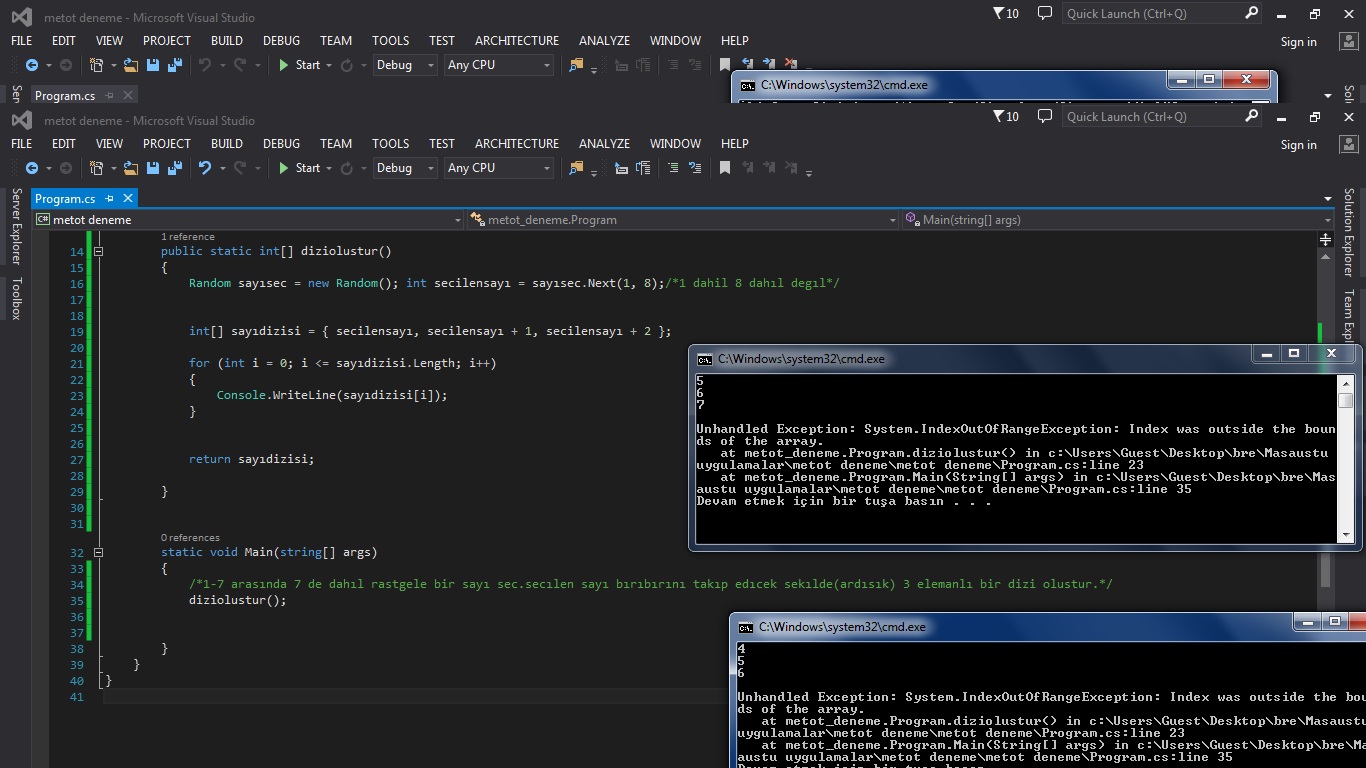 metot deneme - Microsoft Visual Studio
10
Quick Launch (Ctrl+Q)
FILE EDIT VIEW PROJECT BUILD DEBUG TEAM TOOLS TEST ARCHITECTURE ANALYZE WINDOW HELP
Sign in
Start Debug Any CPU
Program.cs
C:\Windows\system32\cmd.exe
metot deneme - Microsoft Visual Studio
10
Quick Launch (Ctrl+Q)
FILE EDIT VIEW PROJECT BUILD DEBUG TEAM TOOLS TEST ARCHITECTURE ANALYZE WINDOW HELP
Sign in
Start Debug Any CPU
Program.cs
metot deneme metot_deneme.Program Main(string[] args)
Server Explorer
Toolbox
Solution Explorer
Team Expl
1 reference
14 public static int[] diziolustur()
15 {
16 Random sayısec = new Random(); int secilensayı = sayısec.Next(1, 8);/*1 dahil 8 dahıl degıl*/
17
18
19 int[] sayıdizisi = { secilensayı, secilensayı + 1, secilensayı + 2 };
20
21 for (int i = 0; i <= sayıdizisi.Length; i++)
22 {
23 Console.WriteLine(sayıdizisi[i]);
24 }
25
26
27 return sayıdizisi;
28
29 }
30
31
0 references
32 static void Main(string[] args)
33 {
34 /*1-7 arasında 7 de dahıl rastgele bir sayı sec.secılen sayı bırıbırını takıp edıcek sekılde(ardısık) 3 elemanlı bir dizi olustur.*/
35 diziolustur();
36
37
38 }
39 }
40 }
41
C:\Windows\system32\cmd.exe
5
6
7
Unhandled Exception: System.IndexOutOfRangeException: Index was outside the boun
ds of the array.
at metot_deneme.Program.diziolustur() in c:\Users\Guest\Desktop\bre\Masaustu
uygulamalar\metot deneme\metot deneme\Program.cs:line 23
at metot_deneme.Program.Main(String[] args) in c:\Users\Guest\Desktop\bre\Mas
austu uygulamalar\metot deneme\metot deneme\Program.cs:line 35
Devam etmek için bir tuşa basın . . .
C:\Windows\system32\cmd.exe
4
5
6
Unhandled Exception: System.IndexOutOfRangeException: Index was outside the bou
ds of the array.
at metot_deneme.Program.diziolustur() in c:\Users\Guest\Desktop\bre\Masaust
uygulamalar\metot deneme\metot deneme\Program.cs:line 23
at metot_deneme.Program.Main(String[] args) in c:\Users\Guest\Desktop\bre\M
austu uygulamalar\metot deneme\metot deneme\Program.cs:line 35